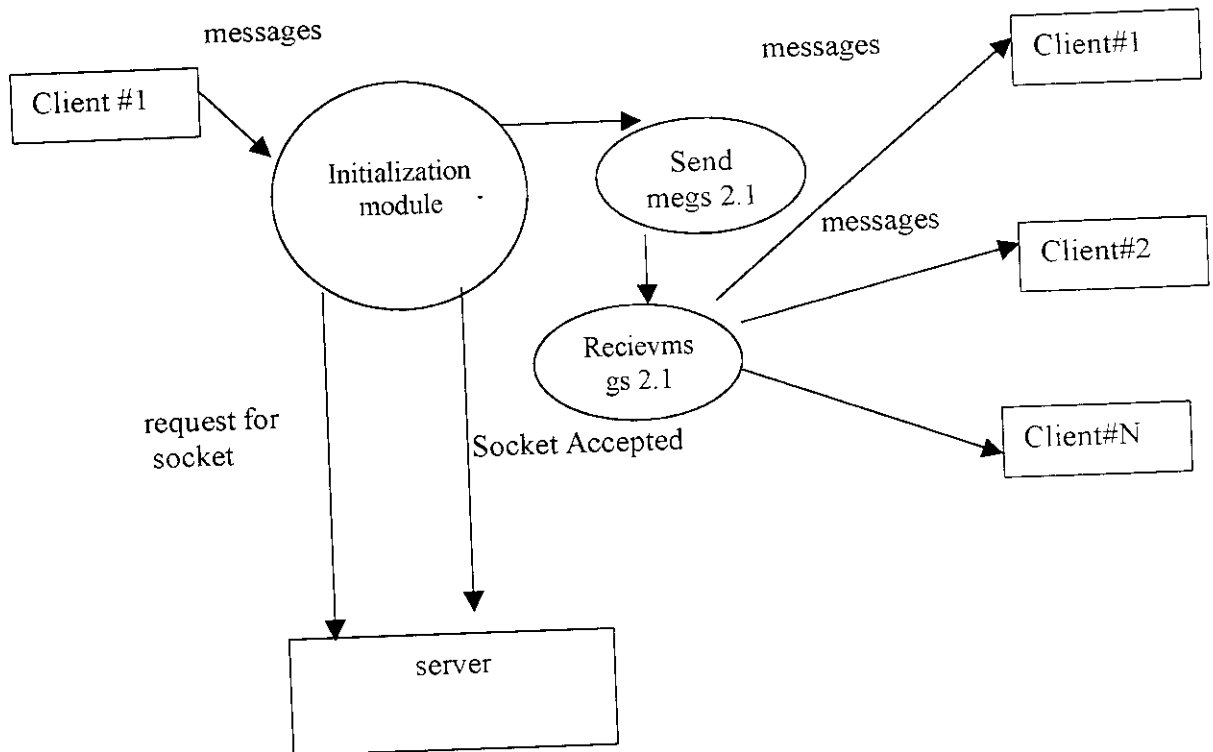 messages
messages
Client#1
Client #1
Initialization
module
Send
megs 2.1
messages
Client#2
Recievms
gs 2.1
request for
socket
Socket Accepted
Client#N
server